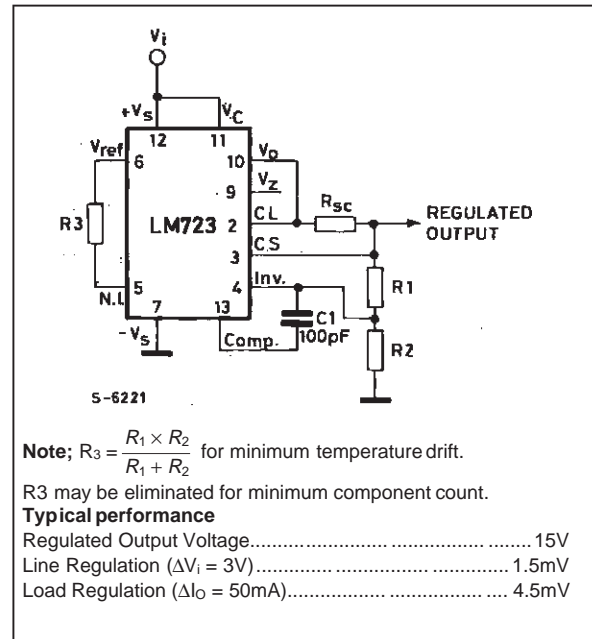 Vi
+Vs
VC
12
11
Vref
6
10
Vo
9
Vz
R3
LM723
2
CL
Rsc
REGULATED
OUTPUT
3
CS
N.I.
5
4
Inv.
R1
7
13
C1
100pF
-Vs
Comp.
R2
S-6221
Note; R3 = R1 × R2 / R1 + R2 for minimum temperature drift.
R3 may be eliminated for minimum component count.
Typical performance
Regulated Output Voltage........................ ................... ........15V
Line Regulation (∆Vi = 3V)................... ..................... ..........1.5mV
Load Regulation (∆IO = 50mA)................. ................... .... 4.5mV